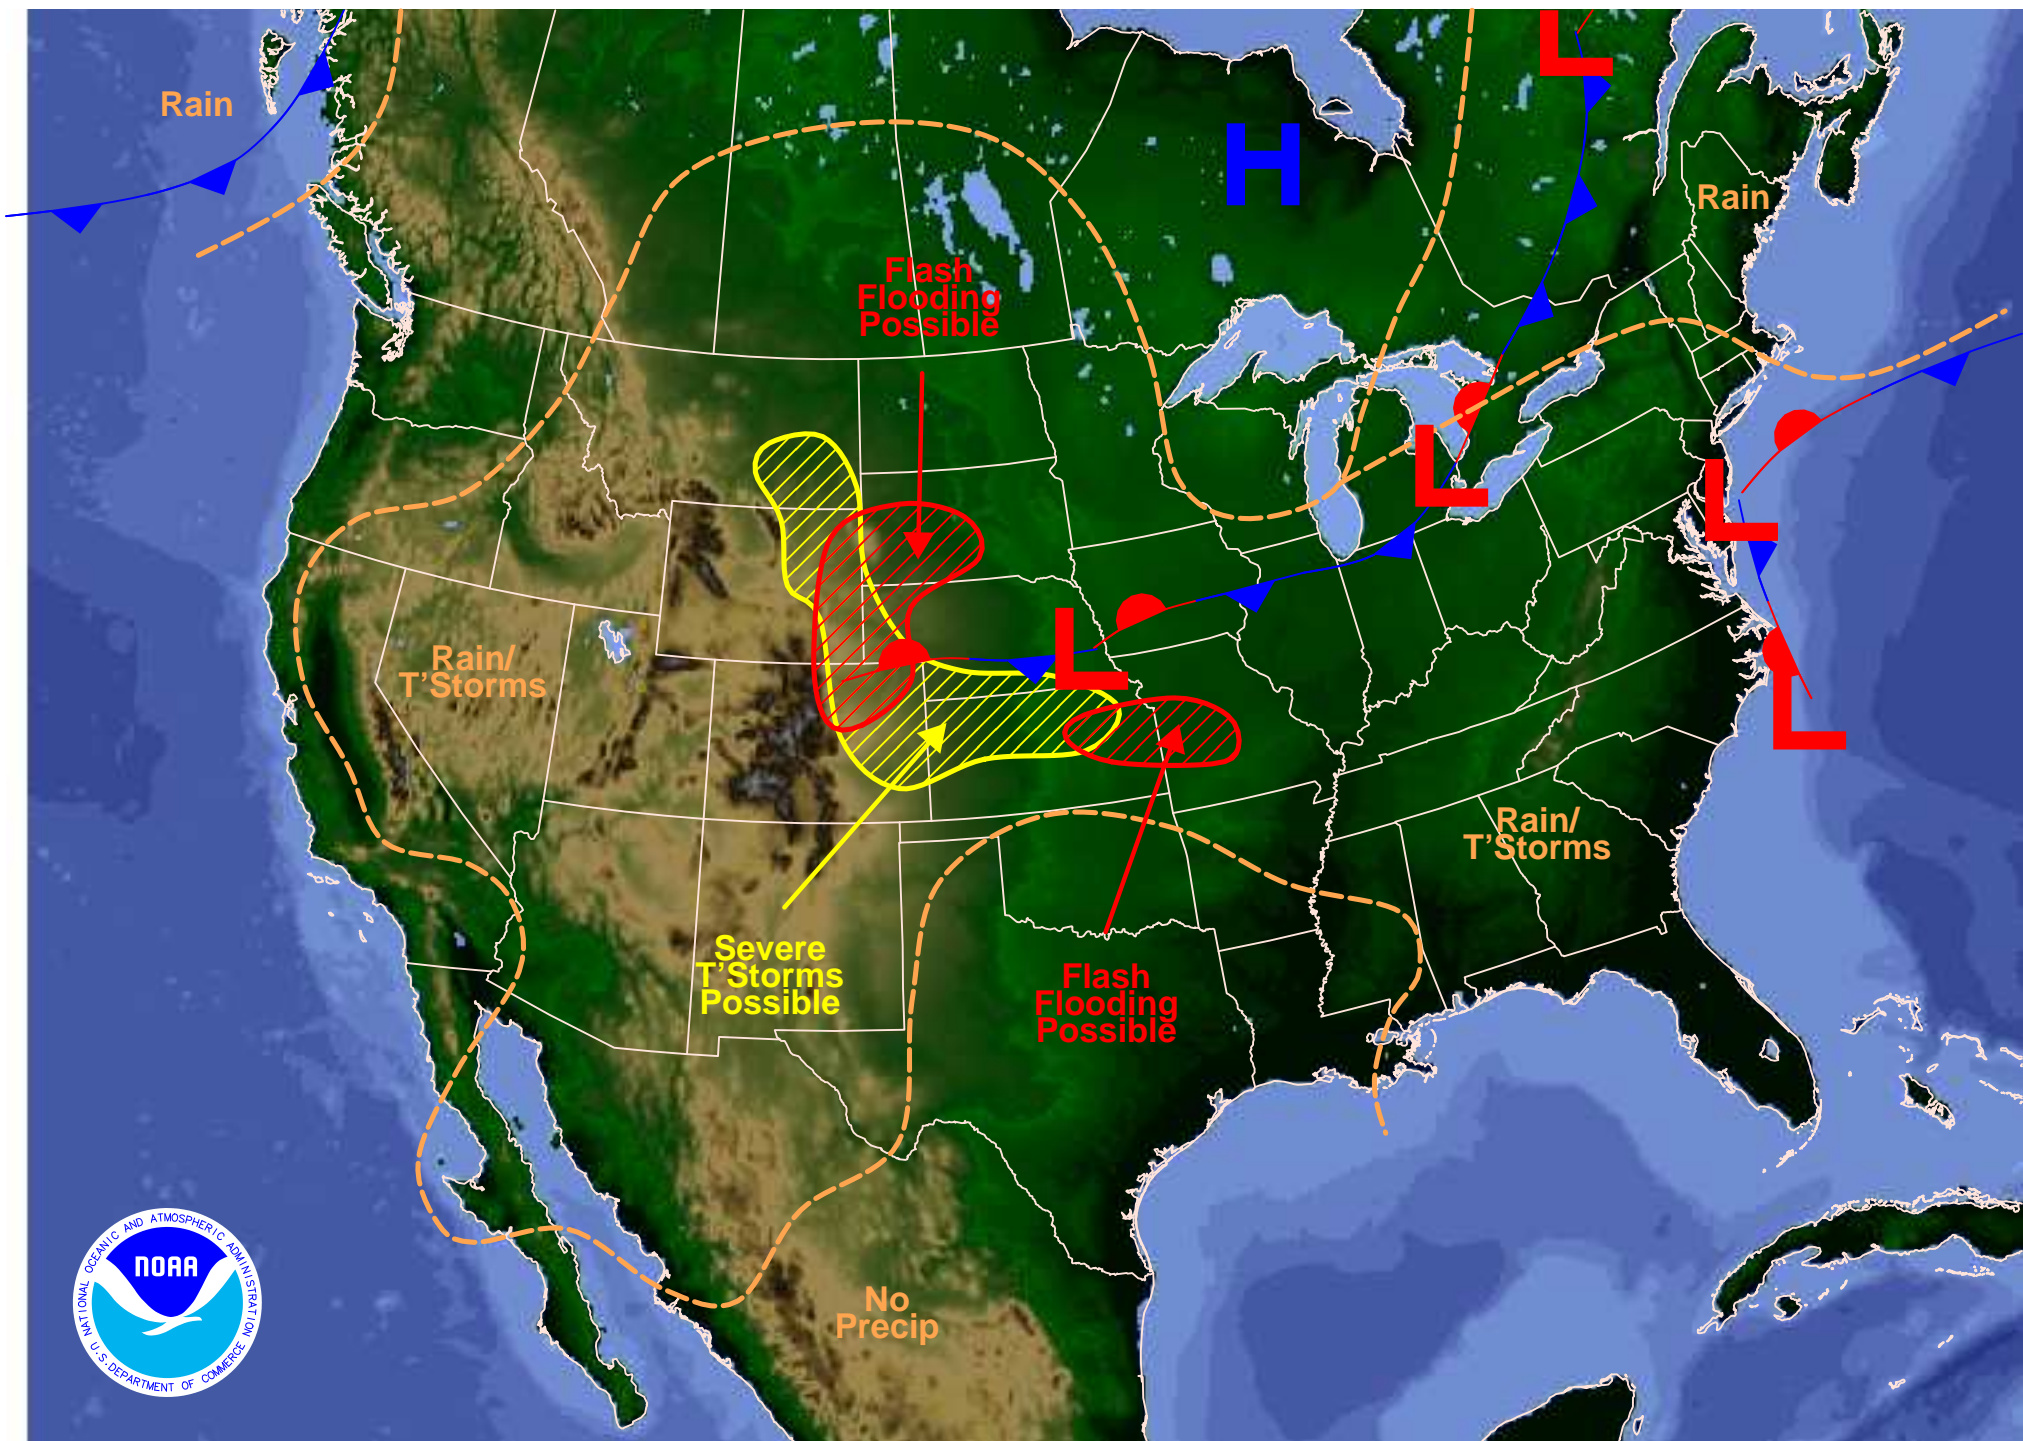 L
Rain
H
Rain
Flash
Flooding
Possible
L
L
L
Rain/
T'Storms
L
Rain/
T'Storms
Severe
T'Storms
Possible
Flash
Flooding
Possible
No
Precip
NATIONAL OCEANIC AND ATMOSPHERIC ADMINISTRATION
NOAA
U.S. DEPARTMENT OF COMMERCE